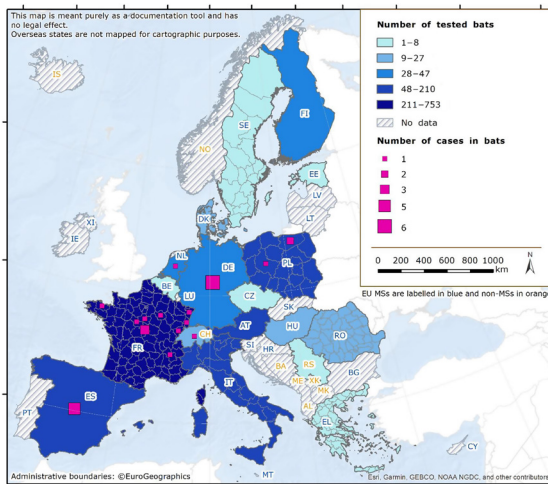 This map is meant purely as a documentation tool and has
no legal effect.
Overseas states are not mapped for cartographic purposes.
Number of tested bats
1–8
9–27
28–47
48–210
211–753
No data
Number of cases in bats
1
2
3
5
6
0 200 400 600 800 1000
km
N
EU MSs are labelled in blue and non-MSs in orang
IS
FI
SE
NO
EE
LV
LT
DK
XI
IE
NL
PL
DE
BE
LU
CZ
SK
AT
HU
CH
FR
SI
RO
HR
BA
RS
BG
IT
ME
XK
MK
AL
ES
PT
EL
CY
MT
Administrative boundaries: ©EuroGeographics
Esri, Garmin, GEBCO, NOAA NGDC, and other contributors